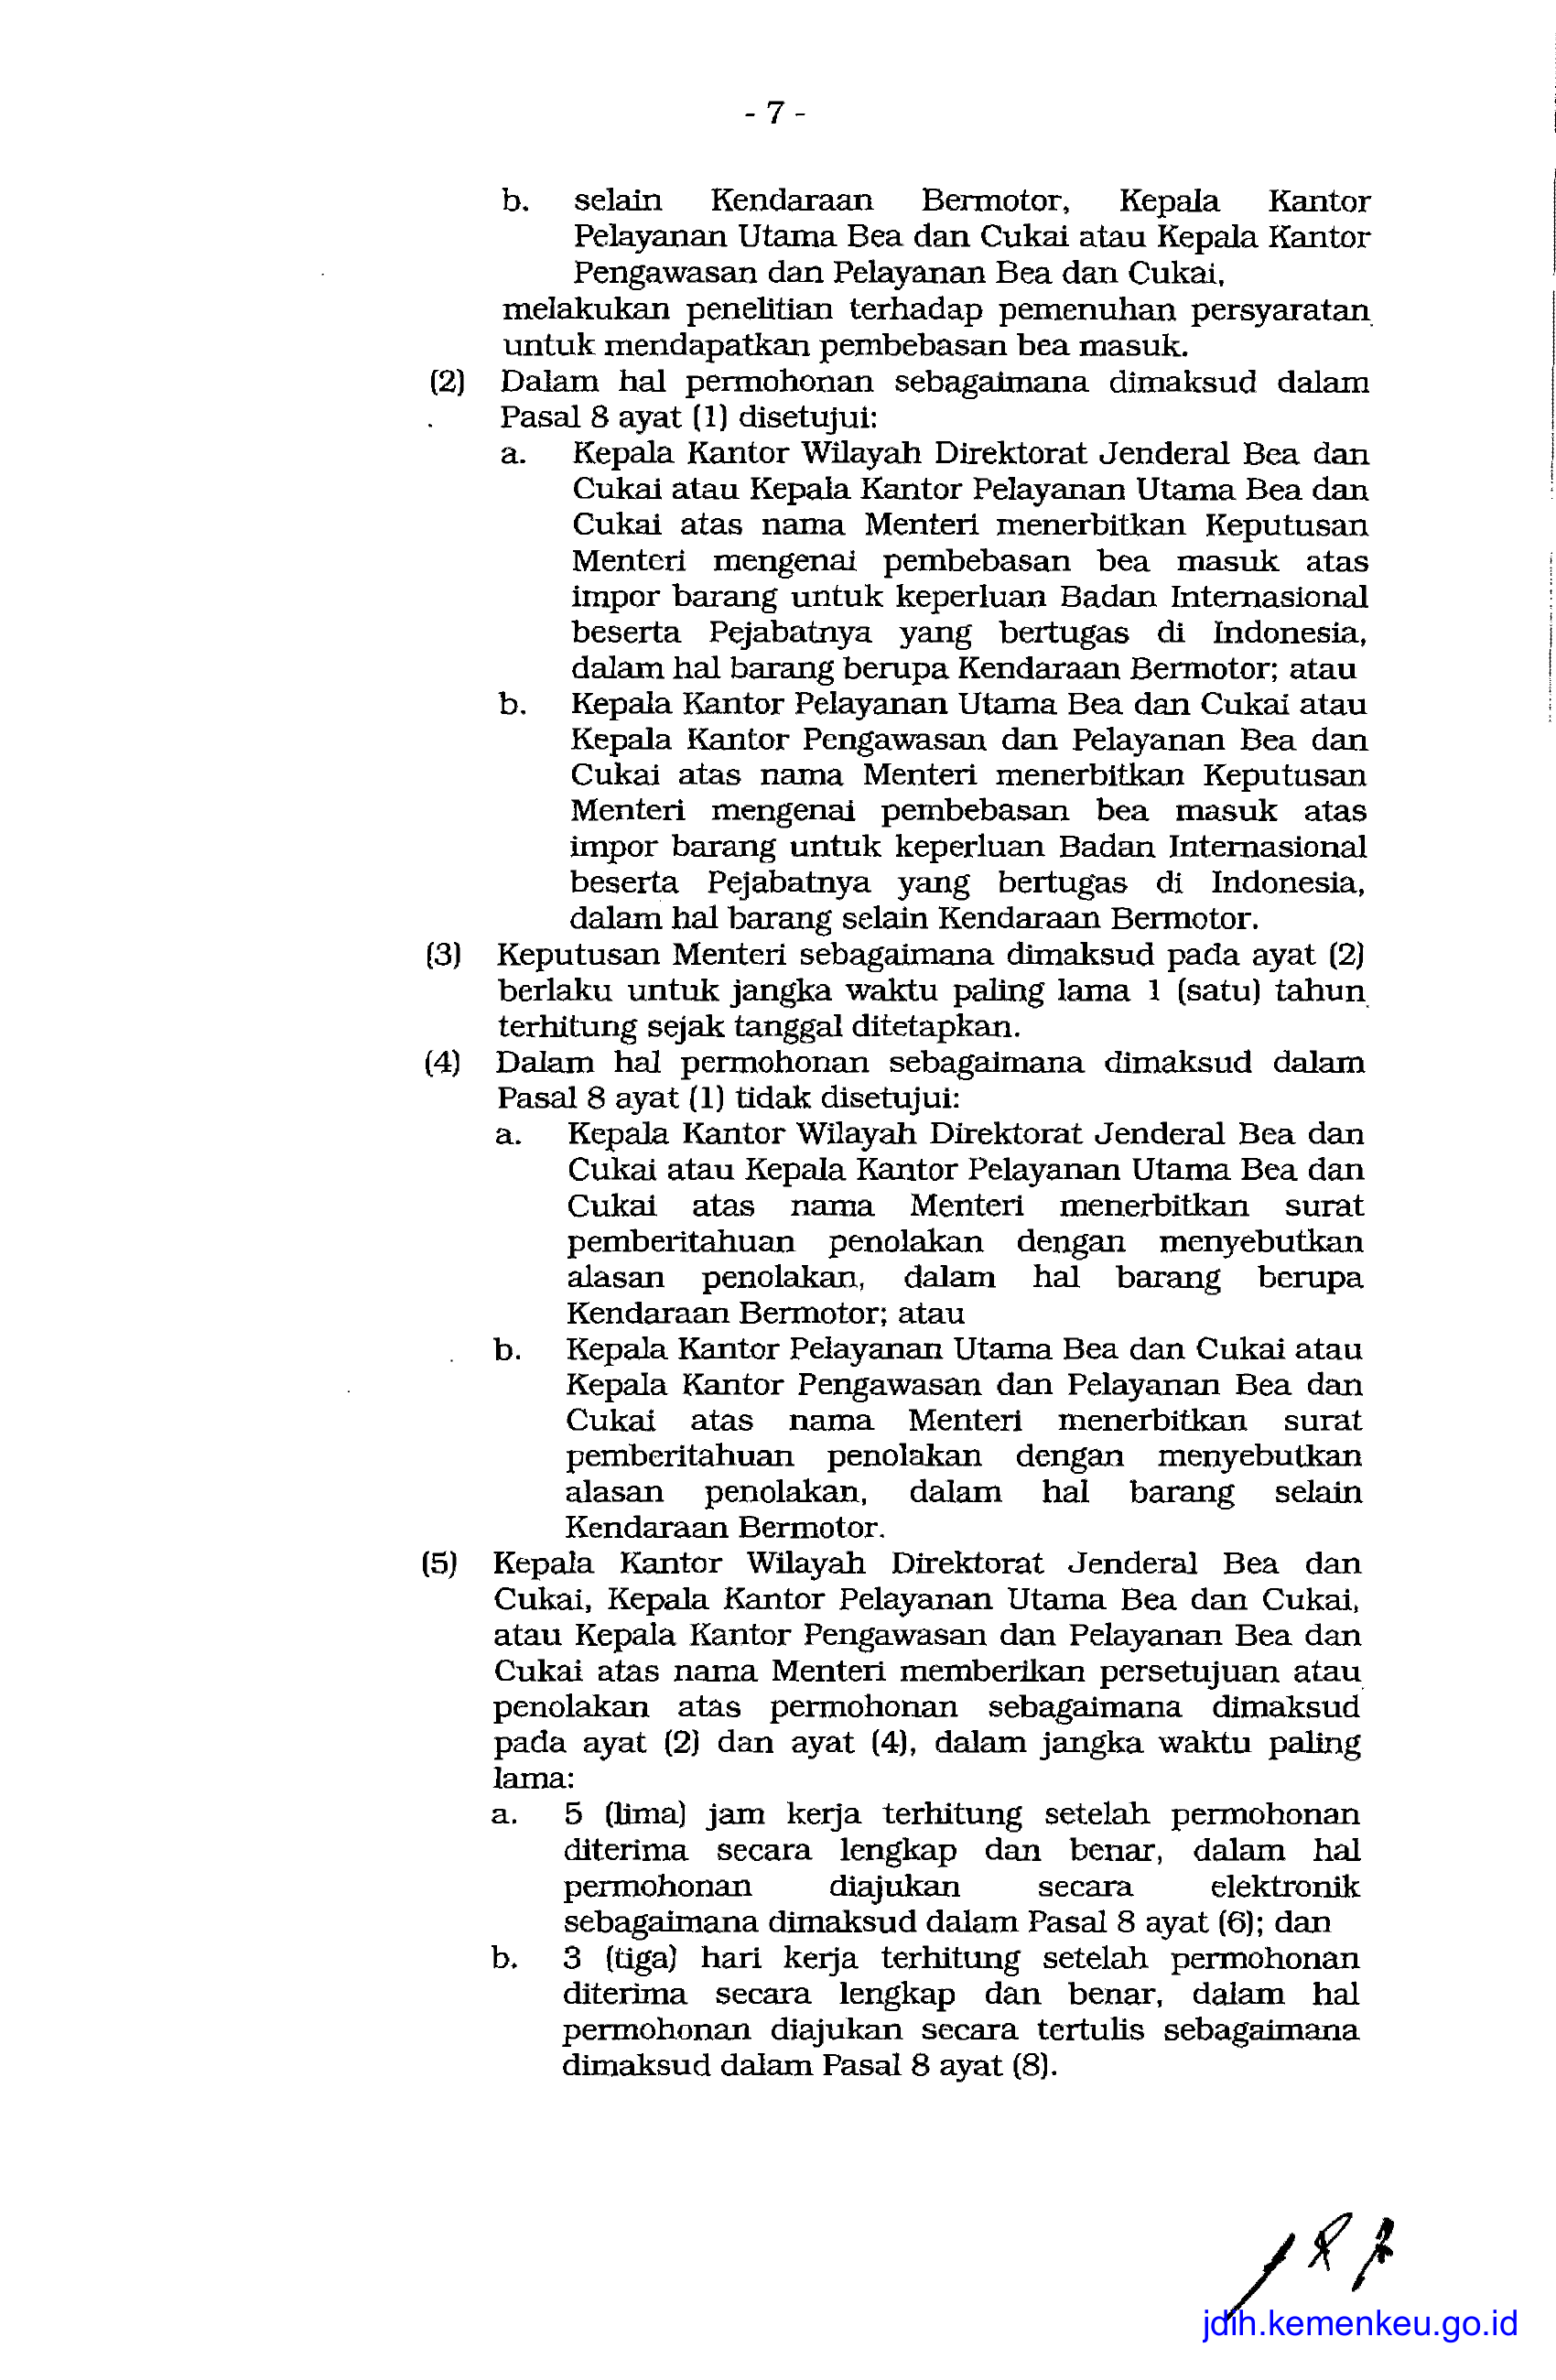 - 7 -
b. selain Kendaraan Bermotor, Kepala Kantor
Pelayanan Utama Bea dan Cukai atau Kepala Kantor
Pengawasan dan Pelayanan Bea dan Cukai,
melakukan penelitian terhadap pemenuhan persyaratan
untuk mendapatkan pembebasan bea masuk.
(2) Dalam hal permohonan sebagaimana dimaksud dalam
Pasal 8 ayat (1) disetujui:
a. Kepala Kantor Wilayah Direktorat Jenderal Bea dan
Cukai atau Kepala Kantor Pelayanan Utama Bea dan
Cukai atas nama Menteri menerbitkan Keputusan
Menteri mengenai pembebasan bea masuk atas
impor barang untuk keperluan Badan Internasional
beserta Pejabatnya yang bertugas di Indonesia,
dalam hal barang berupa Kendaraan Bermotor; atau
b. Kepala Kantor Pelayanan Utama Bea dan Cukai atau
Kepala Kantor Pengawasan dan Pelayanan Bea dan
Cukai atas nama Menteri menerbitkan Keputusan
Menteri mengenai pembebasan bea masuk atas
impor barang untuk keperluan Badan Internasional
beserta Pejabatnya yang bertugas di Indonesia,
dalam hal barang selain Kendaraan Bermotor.
(3) Keputusan Menteri sebagaimana dimaksud pada ayat (2)
berlaku untuk jangka waktu paling lama 1 (satu) tahun
terhitung sejak tanggal ditetapkan.
(4) Dalam hal permohonan sebagaimana dimaksud dalam
Pasal 8 ayat (1) tidak disetujui:
a. Kepala Kantor Wilayah Direktorat Jenderal Bea dan
Cukai atau Kepala Kantor Pelayanan Utama Bea dan
Cukai atas nama Menteri menerbitkan surat
pemberitahuan penolakan dengan menyebutkan
alasan penolakan, dalam hal barang berupa
Kendaraan Bermotor; atau
b. Kepala Kantor Pelayanan Utama Bea dan Cukai atau
Kepala Kantor Pengawasan dan Pelayanan Bea dan
Cukai atas nama Menteri menerbitkan surat
pemberitahuan penolakan dengan menyebutkan
alasan penolakan, dalam hal barang selain
Kendaraan Bermotor.
(5) Kepala Kantor Wilayah Direktorat Jenderal Bea dan
Cukai, Kepala Kantor Pelayanan Utama Bea dan Cukai,
atau Kepala Kantor Pengawasan dan Pelayanan Bea dan
Cukai atas nama Menteri memberikan persetujuan atau
penolakan atas permohonan sebagaimana dimaksud
pada ayat (2) dan ayat (4), dalam jangka waktu paling
lama:
a. 5 (lima) jam kerja terhitung setelah permohonan
diterima secara lengkap dan benar, dalam hal
permohonan diajukan secara elektronik
sebagaimana dimaksud dalam Pasal 8 ayat (6); dan
b. 3 (tiga) hari kerja terhitung setelah permohonan
diterima secara lengkap dan benar, dalam hal
permohonan diajukan secara tertulis sebagaimana
dimaksud dalam Pasal 8 ayat (8).
jdih.kemenkeu.go.id